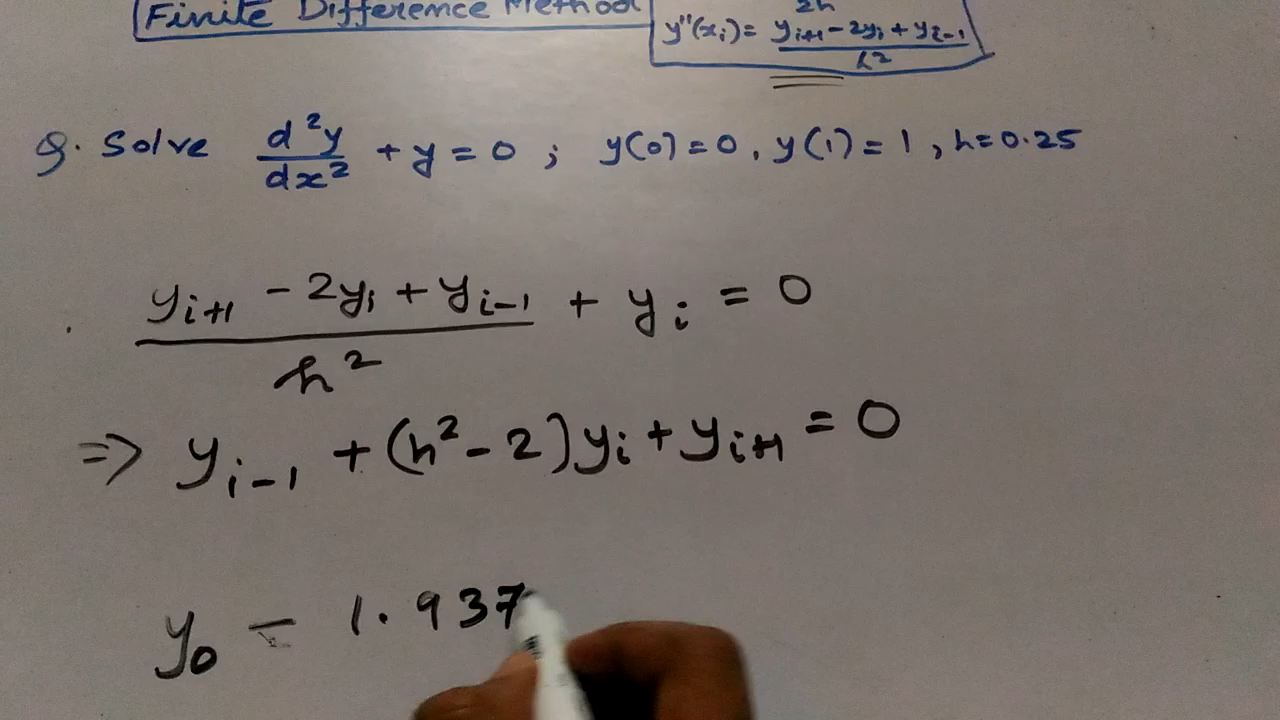 Finite Difference Method
2h
y''(xᵢ) = (yᵢ₊₁ - 2yᵢ + yᵢ₋₁) / h²
Q. Solve d²y/dx² + y = 0 ; y(0) = 0, y(1) = 1, h = 0.25
(yᵢ₊₁ - 2yᵢ + yᵢ₋₁) / h² + yᵢ = 0
⇒ yᵢ₋₁ + (h² - 2)yᵢ + yᵢ₊₁ = 0
y₀ - 1.937